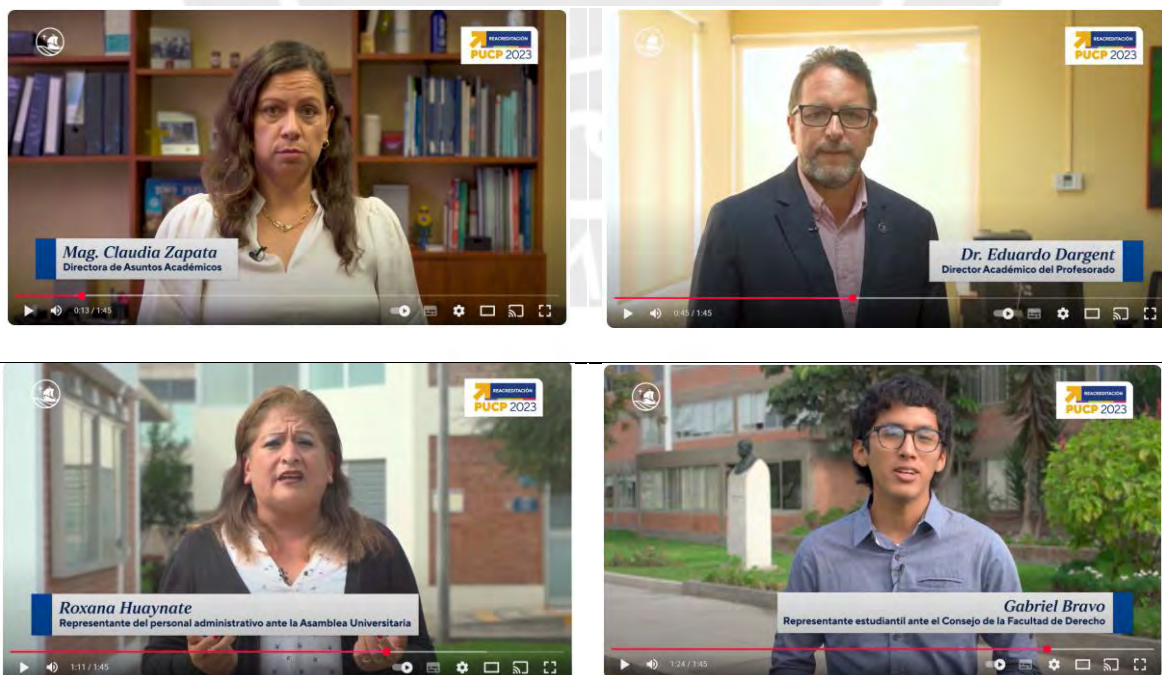 REACREDITACIÓN
PUCP 2023
Mag. Claudia Zapata
Directora de Asuntos Académicos
0:13 / 1:45
REACREDITACIÓN
PUCP 2023
Dr. Eduardo Dargent
Director Académico del Profesorado
0:45 / 1:45
REACREDITACIÓN
PUCP 2023
Roxana Huaynate
Representante del personal administrativo ante la Asamblea Universitaria
1:11 / 1:45
REACREDITACIÓN
PUCP 2023
Gabriel Bravo
Representante estudiantil ante el Consejo de la Facultad de Derecho
1:24 / 1:45